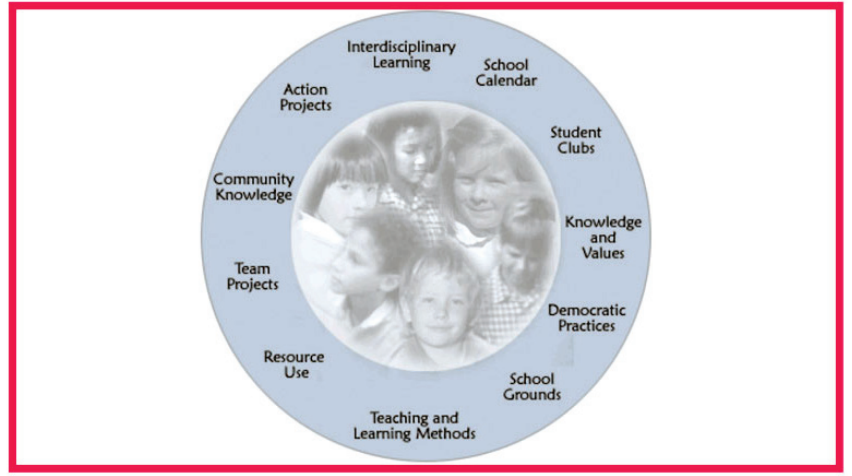 Interdisciplinary
Learning
School
Calendar
Student
Clubs
Knowledge
and
Values
Democratic
Practices
School
Grounds
Teaching and
Learning Methods
Resource
Use
Team
Projects
Community
Knowledge
Action
Projects